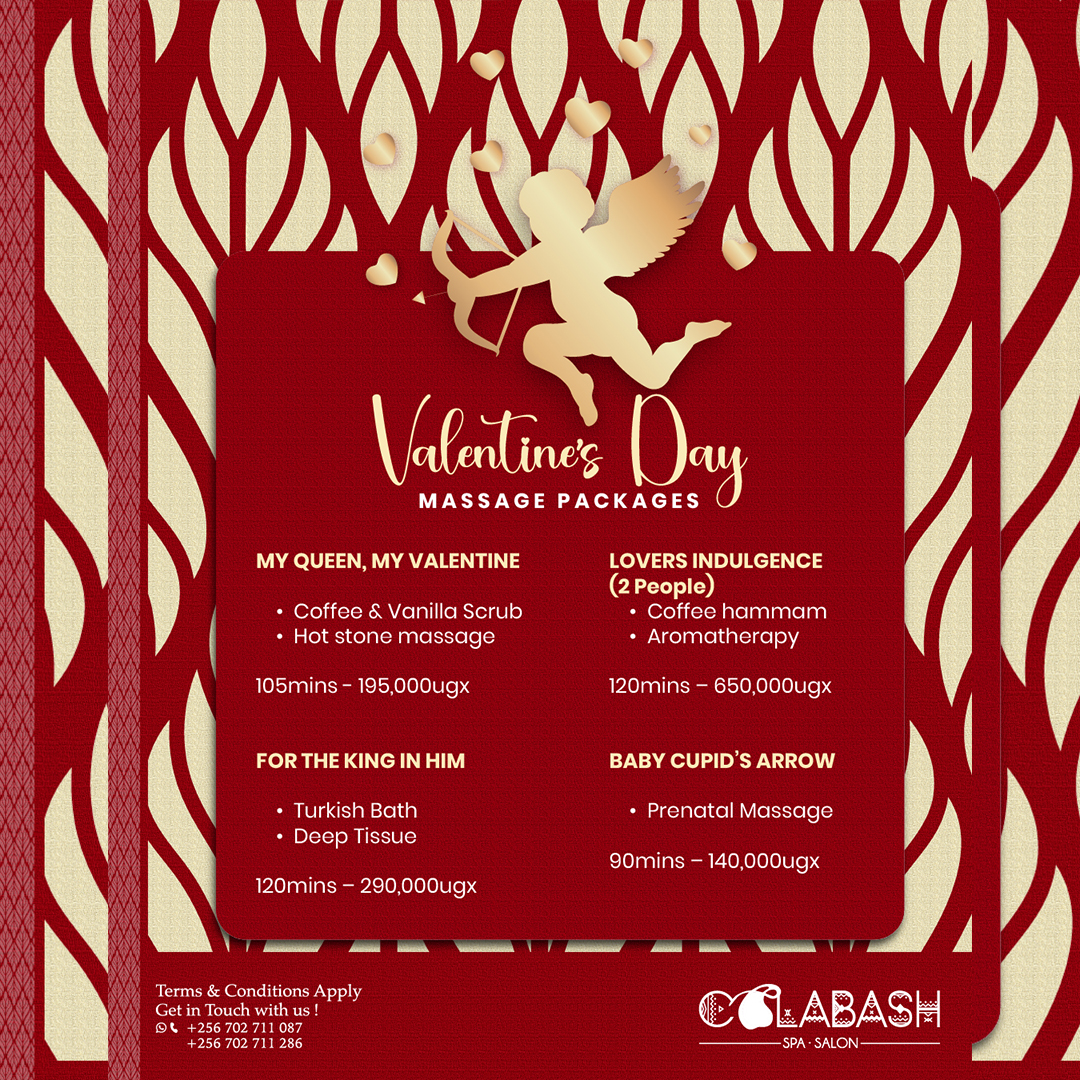 Valentine's Day
MASSAGE PACKAGES
MY QUEEN, MY VALENTINE
• Coffee & Vanilla Scrub
• Hot stone massage
105mins - 195,000ugx
LOVERS INDULGENCE
(2 People)
• Coffee hammam
• Aromatherapy
120mins – 650,000ugx
FOR THE KING IN HIM
• Turkish Bath
• Deep Tissue
120mins – 290,000ugx
BABY CUPID’S ARROW
• Prenatal Massage
90mins – 140,000ugx
Terms & Conditions Apply
Get in Touch with us !
+256 702 711 087
+256 702 711 286
CALABASH
SPA · SALON